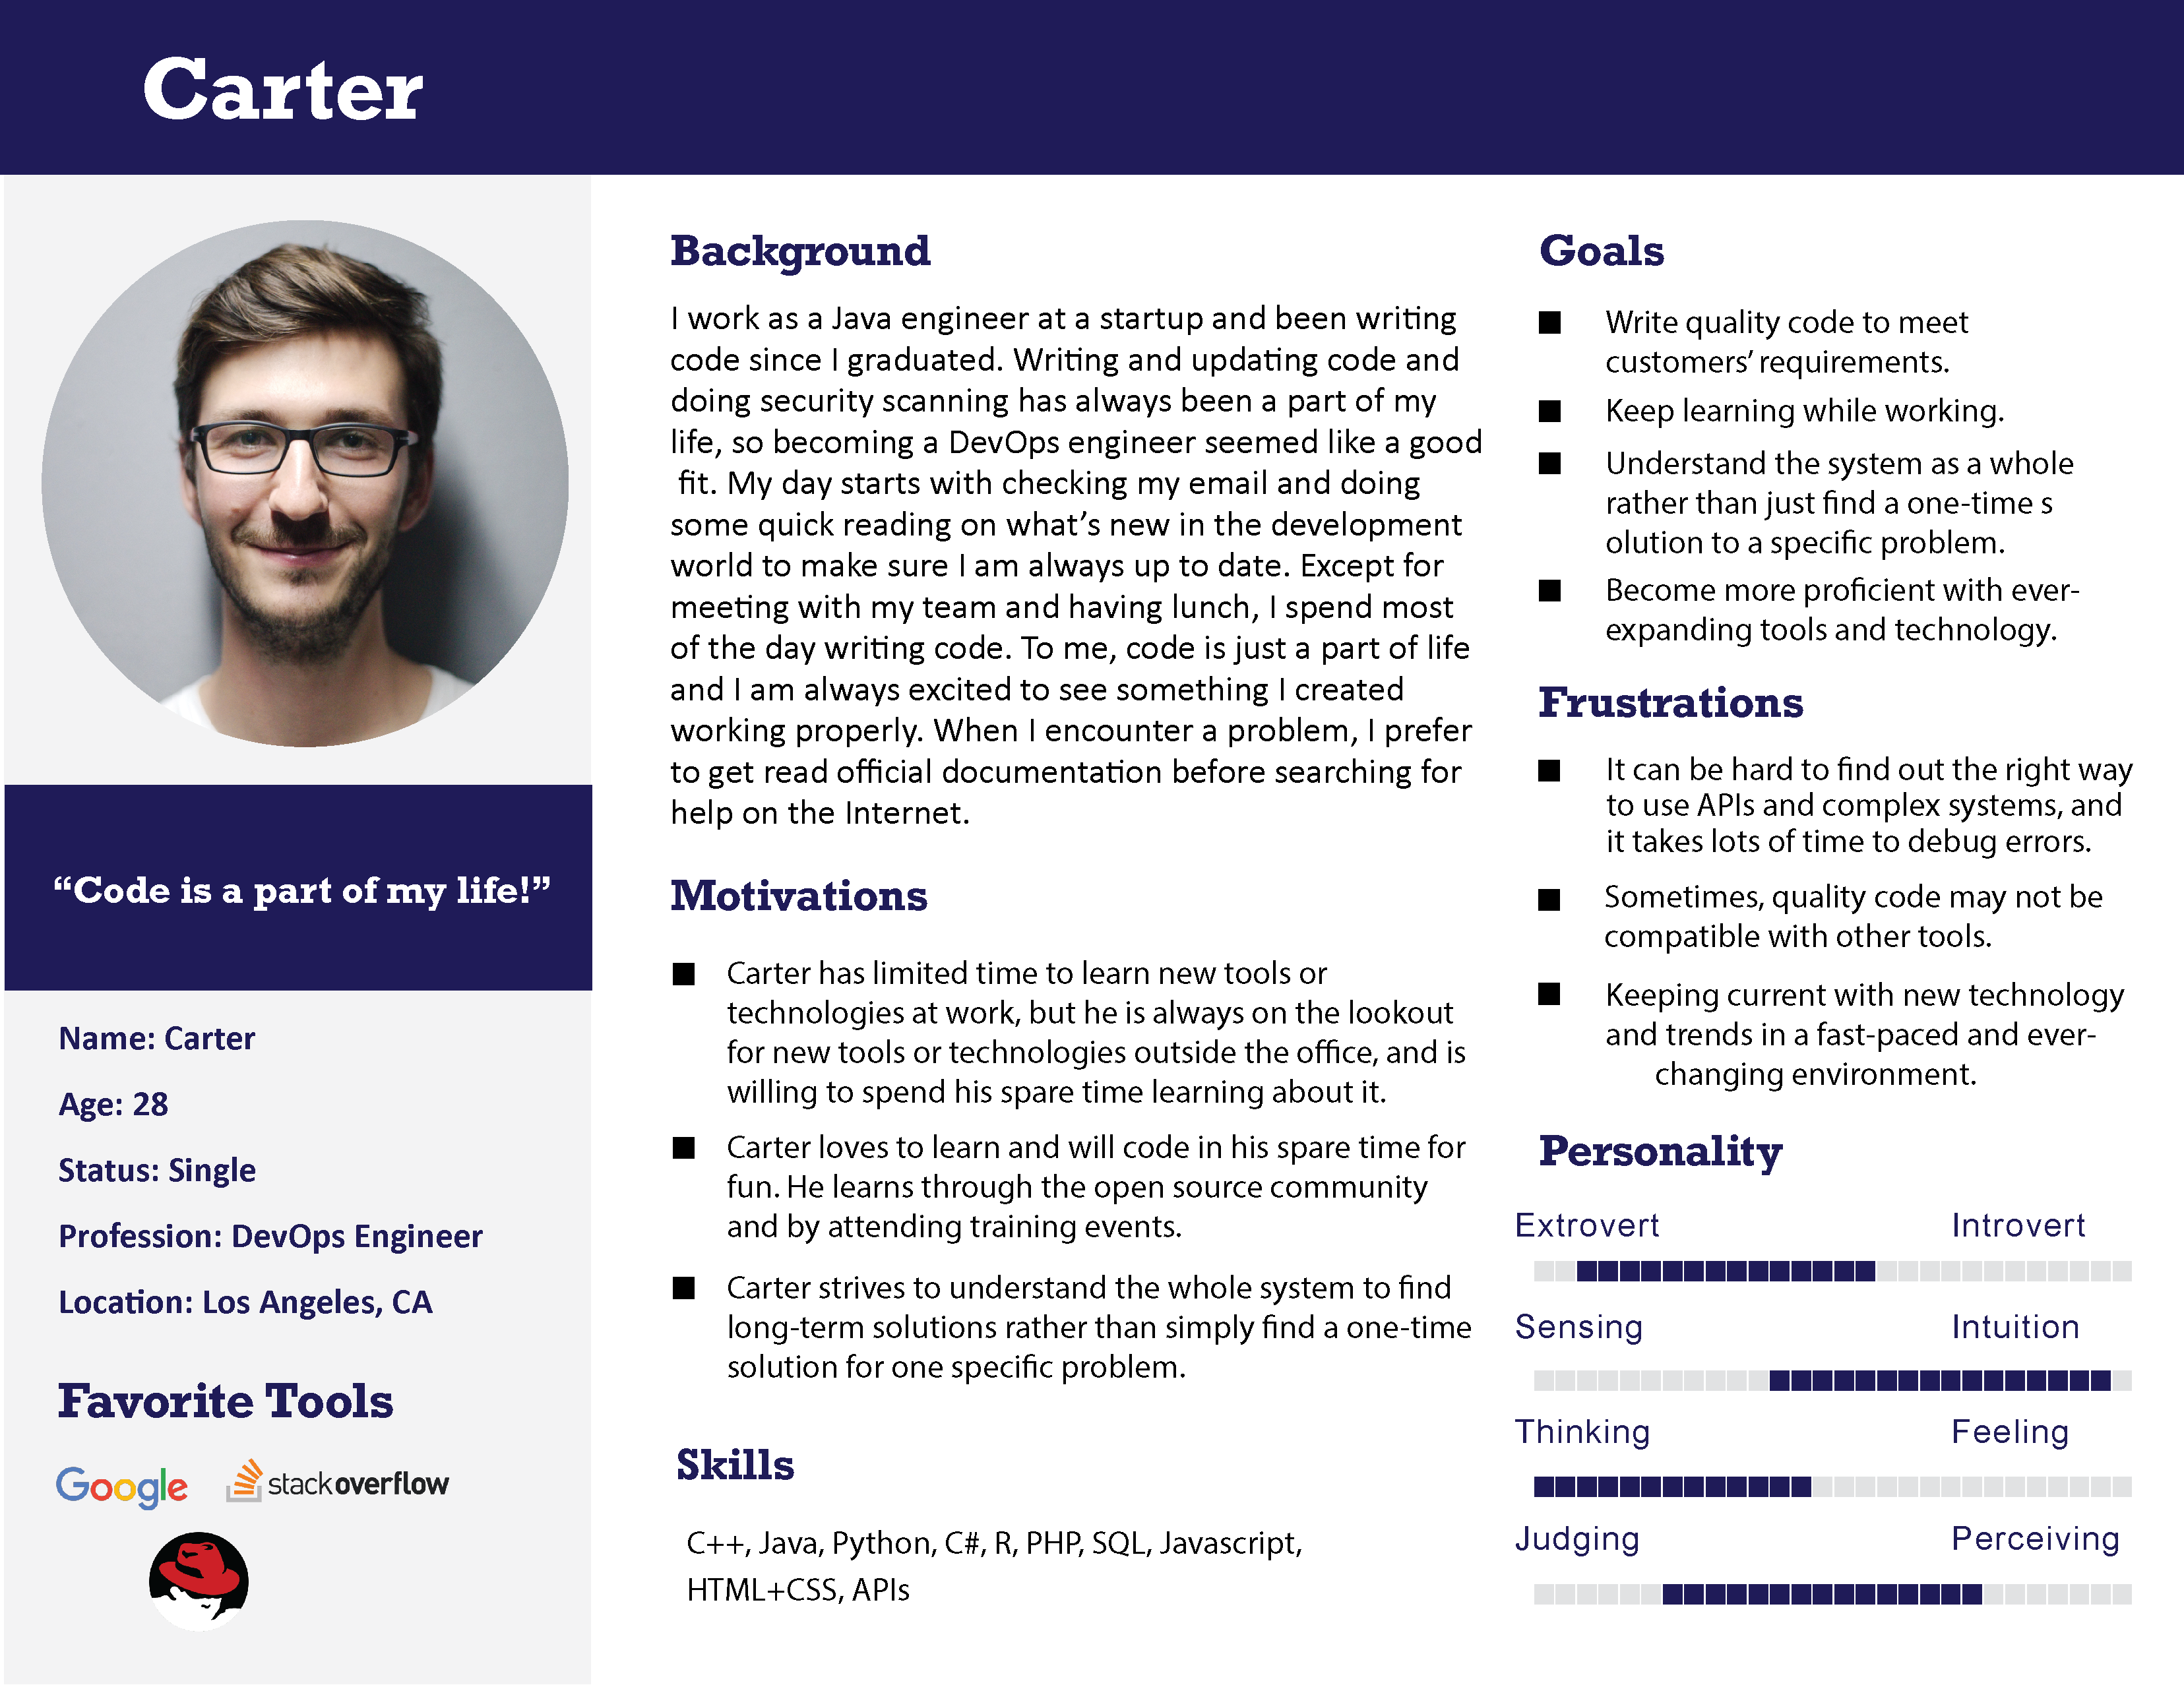 Carter
“Code is a part of my life!”
Name: Carter
Age: 28
Status: Single
Profession: DevOps Engineer
Location: Los Angeles, CA
Favorite Tools
Google
stackoverflow
Background
I work as a Java engineer at a startup and been writing
code since I graduated. Writing and updating code and
doing security scanning has always been a part of my
life, so becoming a DevOps engineer seemed like a good
fit. My day starts with checking my email and doing
some quick reading on what’s new in the development
world to make sure I am always up to date. Except for
meeting with my team and having lunch, I spend most
of the day writing code. To me, code is just a part of life
and I am always excited to see something I created
working properly. When I encounter a problem, I prefer
to get read official documentation before searching for
help on the Internet.
Motivations
Carter has limited time to learn new tools or
technologies at work, but he is always on the lookout
for new tools or technologies outside the office, and is
willing to spend his spare time learning about it.
Carter loves to learn and will code in his spare time for
fun. He learns through the open source community
and by attending training events.
Carter strives to understand the whole system to find
long-term solutions rather than simply find a one-time
solution for one specific problem.
Skills
C++, Java, Python, C#, R, PHP, SQL, Javascript,
HTML+CSS, APIs
Goals
Write quality code to meet
customers’ requirements.
Keep learning while working.
Understand the system as a whole
rather than just find a one-time s
olution to a specific problem.
Become more proficient with ever-
expanding tools and technology.
Frustrations
It can be hard to find out the right way
to use APIs and complex systems, and
it takes lots of time to debug errors.
Sometimes, quality code may not be
compatible with other tools.
Keeping current with new technology
and trends in a fast-paced and ever-
changing environment.
Personality
Extrovert Introvert
Sensing Intuition
Thinking Feeling
Judging Perceiving